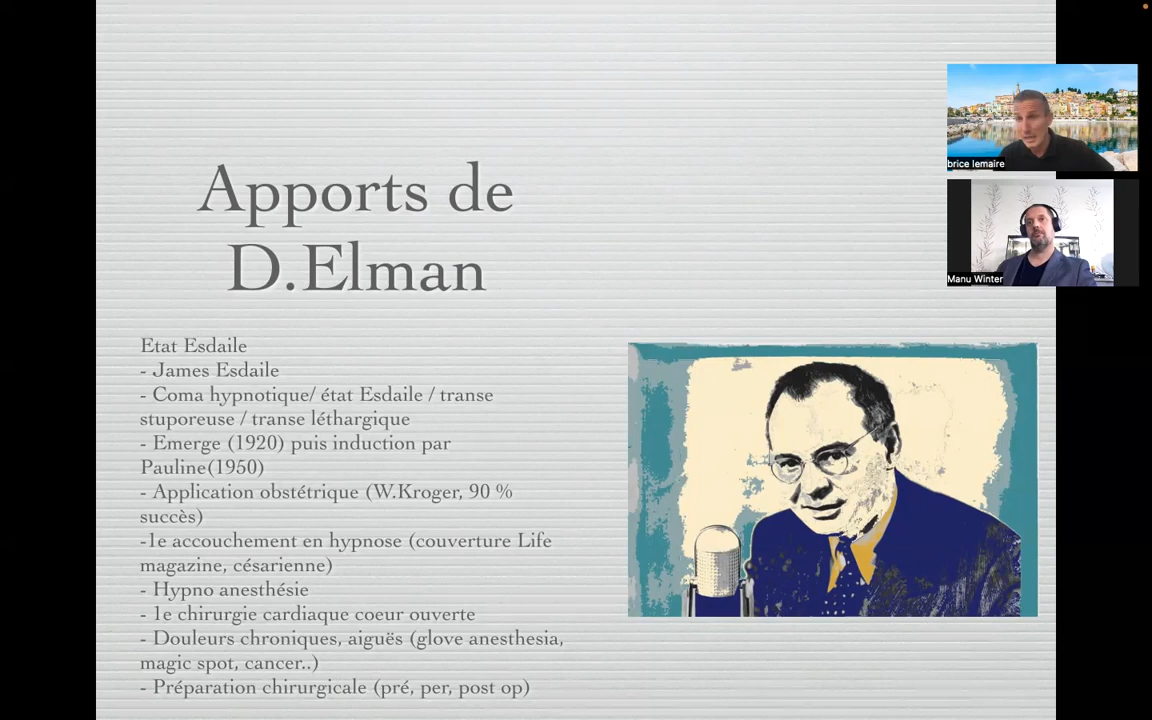 Apports de
D.Elman
Etat Esdaile
- James Esdaile
- Coma hypnotique/ état Esdaile / transe
stuporeuse / transe léthargique
- Emerge (1920) puis induction par
Pauline(1950)
- Application obstétrique (W.Kroger, 90 %
succès)
-1e accouchement en hypnose (couverture Life
magazine, césarienne)
- Hypno anesthésie
- 1e chirurgie cardiaque coeur ouverte
- Douleurs chroniques, aiguës (glove anesthesia,
magic spot, cancer..)
- Préparation chirurgicale (pré, per, post op)
brice lemaire
Manu Winter